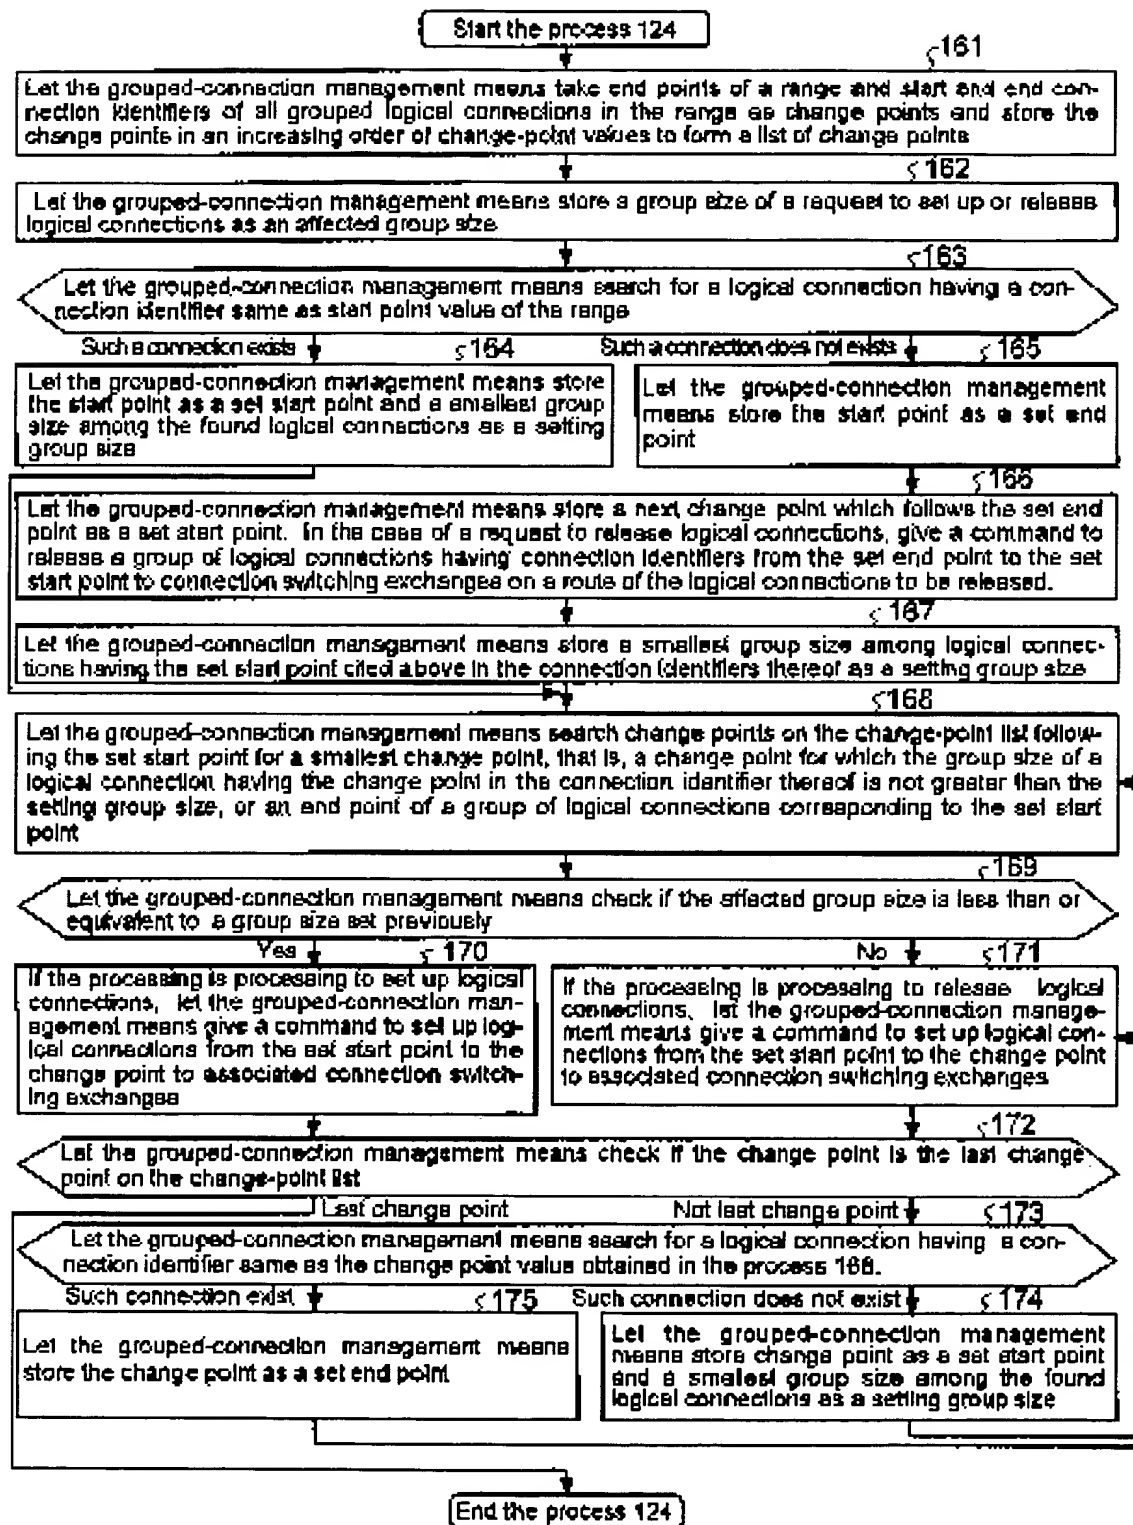 Start the process 124
161
Let the grouped-connection management means take end points of a range and start and end con-
nection identifiers of all grouped logical connections in the range as change points and store the
change points in an increasing order of change-point values to form a list of change points
162
Let the grouped-connection management means store a group size of a request to set up or release
logical connections as an affected group size
163
Let the grouped-connection management means search for a logical connection having a con-
nection identifier same as start point value of the range
Such a connection exists
164
Such a connection does not exists
165
Let the grouped-connection management means store
the start point as a set start point and a smallest group
size among the found logical connections as a setting
group size
Let the grouped-connection management
means store the start point as a set end
point
166
Let the grouped-connection management means store a next change point which follows the set end
point as a set start point. In the case of a request to release logical connections, give a command to
release a group of logical connections having connection identifiers from the set end point to the set
start point to connection switching exchanges on a route of the logical connections to be released.
167
Let the grouped-connection management means store a smallest group size among logical connec-
tions having the set start point cited above in the connection identifiers thereof as a setting group size
168
Let the grouped-connection management means search change points on the change-point list follow-
ing the set start point for a smallest change point, that is, a change point for which the group size of a
logical connection having the change point in the connection identifier thereof is not greater than the
setting group size, or an end point of a group of logical connections corresponding to the set start
point
169
Let the grouped-connection management means check if the affected group size is less than or
equivalent to a group size set previously
Yes
170
No
171
If the processing is processing to set up logical
connections, let the grouped-connection man-
agement means give a command to set up log-
ical connections from the set start point to the
change point to associated connection switch-
ing exchanges
If the processing is processing to release logical
connections, let the grouped-connection manage-
ment means give a command to set up logical con-
nections from the set start point to the change point
to associated connection switching exchanges
172
Let the grouped-connection management means check if the change point is the last change
point on the change-point list
Last change point
Not last change point
173
Let the grouped-connection management means search for a logical connection having a con-
nection identifier same as the change point value obtained in the process 168.
Such connection exist
175
Such connection does not exist
174
Let the grouped-connection management means
store the change point as a set end point
Let the grouped-connection management
means store change point as a set start point
and a smalest group size among the found
logical connections as a setting group size
End the process 124